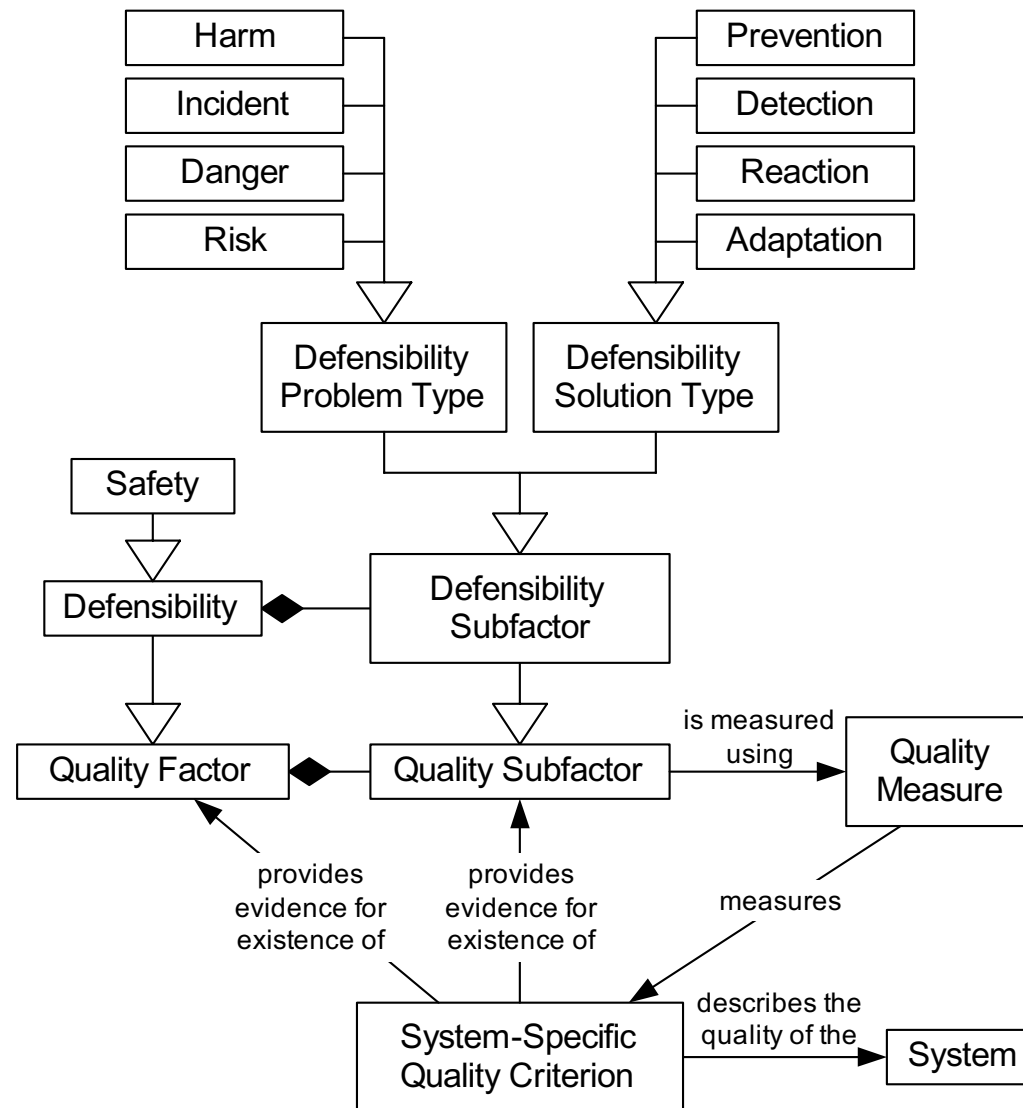 Harm
Incident
Danger
Risk
Prevention
Detection
Reaction
Adaptation
Defensibility
Problem Type
Defensibility
Solution Type
Safety
Defensibility
Defensibility
Subfactor
Quality Factor
Quality Subfactor
is measured
using
Quality
Measure
provides
evidence for
existence of
provides
evidence for
existence of
measures
System-Specific
Quality Criterion
describes the
quality of the
System